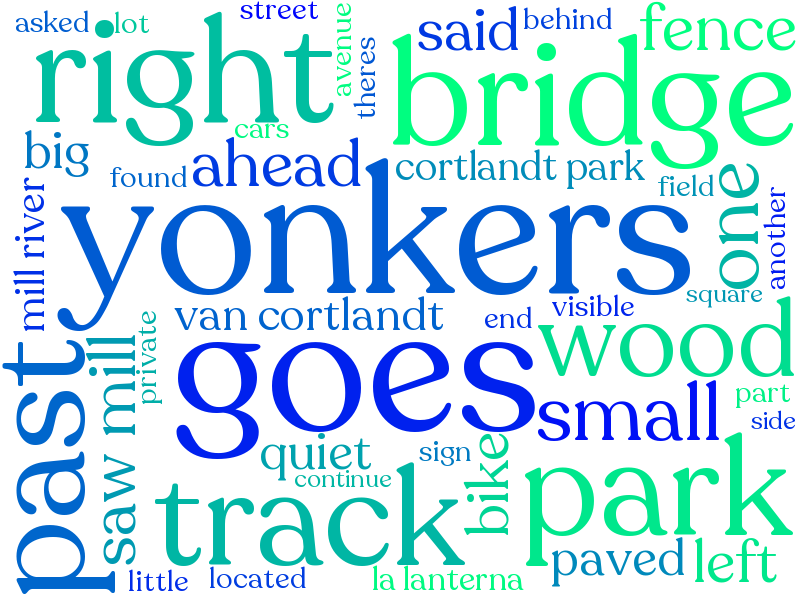 asked
lot
street
avenue
theres
said
behind
fence
right
bridge
cars
big
found
ahead
cortlandt park
field
one
another
mill river
yonkers
square
van cortlandt
end
visible
wood
private
past
saw mill
goes
small
part
side
quiet
continue
sign
bike
track
park
paved
left
little
located
la lanterna